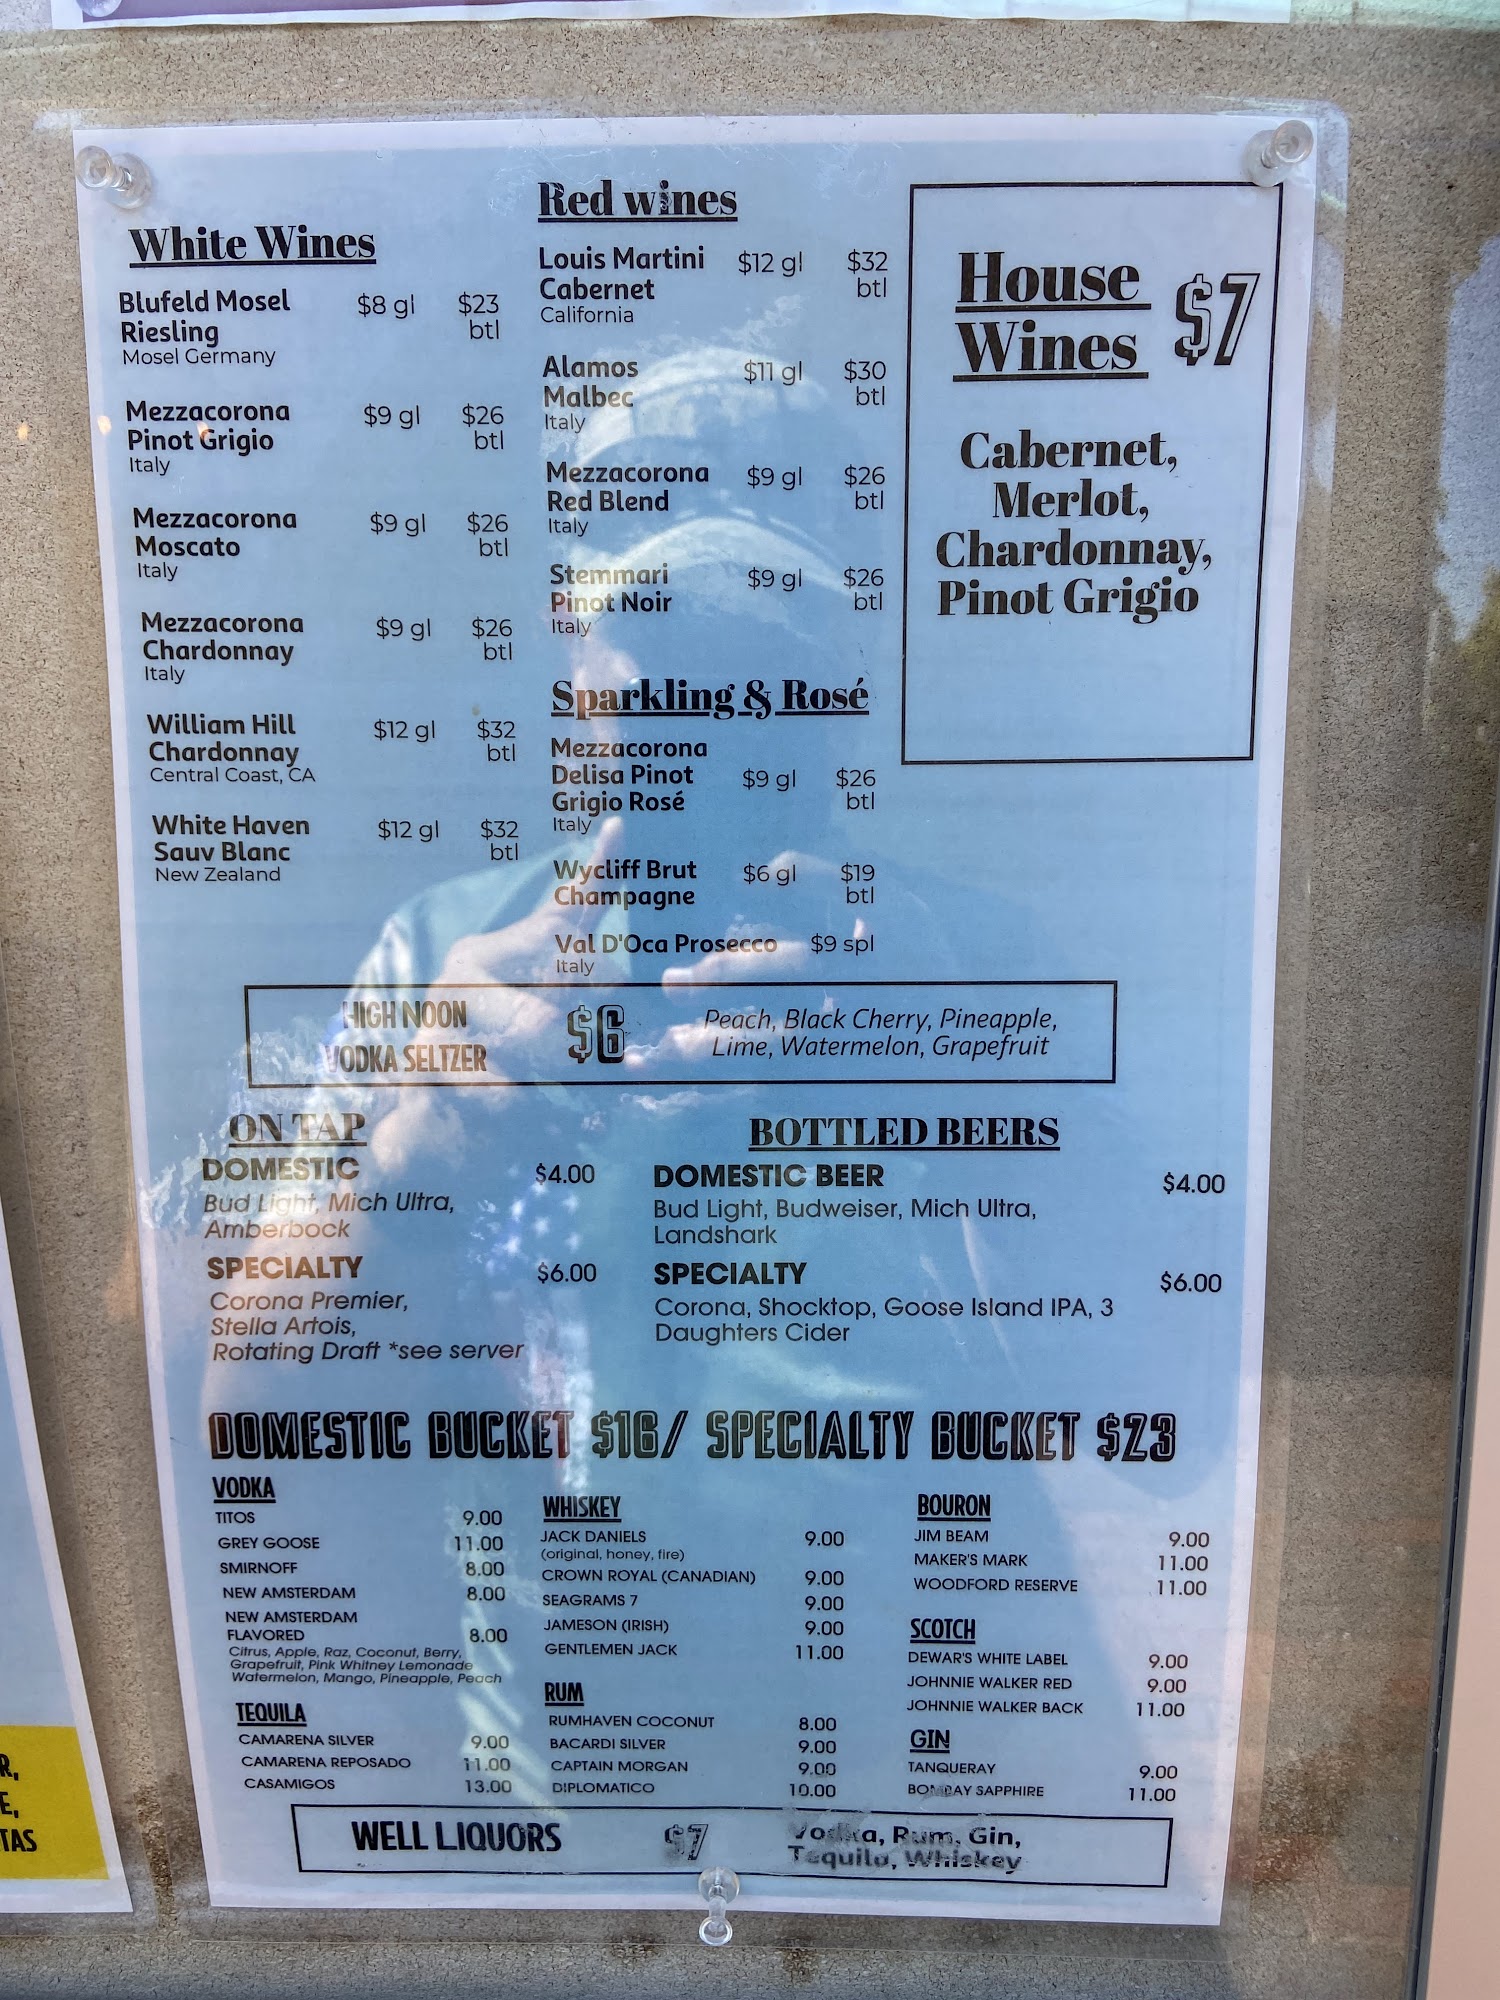 White Wines
Blufeld Mosel $8 gl $23
Riesling btl
Mosel Germany
Mezzacorona $9 gl $26
Pinot Grigio btl
Italy
Mezzacorona $9 gl $26
Moscato btl
Italy
Mezzacorona $9 gl $26
Chardonnay btl
Italy
William Hill $12 gl $32
Chardonnay btl
Central Coast, CA
White Haven $12 gl $32
Sauv Blanc btl
New Zealand
Red wines
Louis Martini $12 gl $32
Cabernet btl
California
Alamos $11 gl $30
Malbec btl
Italy
Mezzacorona $9 gl $26
Red Blend btl
Italy
Stemmari $9 gl $26
Pinot Noir btl
Italy
Sparkling & Rosé
Mezzacorona
Delisa Pinot $9 gl $26
Grigio Rosé btl
Italy
Wycliff Brut $6 gl $19
Champagne btl
Val D'Oca Prosecco $9 spl
Italy
House
Wines $7
Cabernet,
Merlot,
Chardonnay,
Pinot Grigio
HIGH NOON
VODKA SELTZER
$6
Peach, Black Cherry, Pineapple,
Lime, Watermelon, Grapefruit
ON TAP
DOMESTIC $4.00
Bud Light, Mich Ultra,
Amberbock
SPECIALTY $6.00
Corona Premier,
Stella Artois,
Rotating Draft *see server
BOTTLED BEERS
DOMESTIC BEER $4.00
Bud Light, Budweiser, Mich Ultra,
Landshark
SPECIALTY $6.00
Corona, Shocktop, Goose Island IPA, 3
Daughters Cider
DOMESTIC BUCKET $16/ SPECIALTY BUCKET $23
VODKA
TITOS 9.00
GREY GOOSE 11.00
SMIRNOFF 8.00
NEW AMSTERDAM 8.00
NEW AMSTERDAM
FLAVORED 8.00
Citrus, Apple, Raz, Coconut, Berry,
Grapefruit, Pink Whitney Lemonade
Watermelon, Mango, Pineapple, Peach
TEQUILA
CAMARENA SILVER 9.00
CAMARENA REPOSADO 11.00
CASAMIGOS 13.00
WHISKEY
JACK DANIELS 9.00
(original, honey, fire)
CROWN ROYAL (CANADIAN) 9.00
SEAGRAMS 7 9.00
JAMESON (IRISH) 9.00
GENTLEMEN JACK 11.00
RUM
RUMHAVEN COCONUT 8.00
BACARDI SILVER 9.00
CAPTAIN MORGAN 9.00
DIPLOMATICO 10.00
BOURON
JIM BEAM 9.00
MAKER'S MARK 11.00
WOODFORD RESERVE 11.00
SCOTCH
DEWAR'S WHITE LABEL 9.00
JOHNNIE WALKER RED 9.00
JOHNNIE WALKER BACK 11.00
GIN
TANQUERAY 9.00
BOMBAY SAPPHIRE 11.00
WELL LIQUORS $7
Vodka, Rum, Gin,
Tequila, Whiskey
R,
E,
TAS